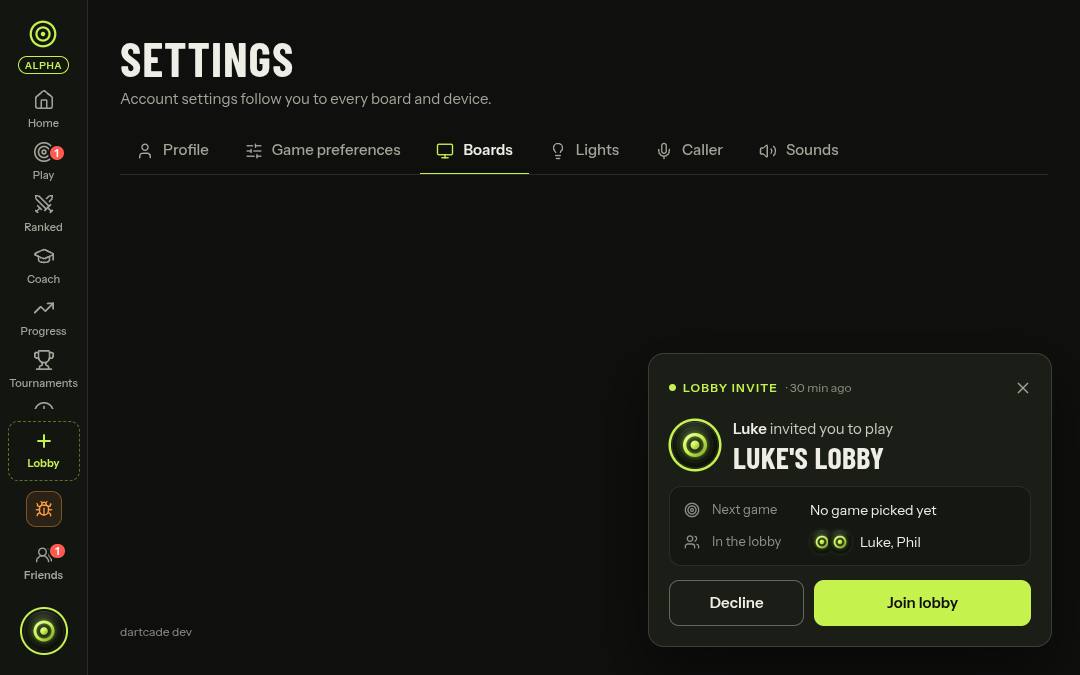 ALPHA
Home
1
Play
Ranked
Coach
Progress
Tournaments
Lobby
1
Friends
SETTINGS
Account settings follow you to every board and device.
Profile Game preferences Boards Lights Caller Sounds
LOBBY INVITE · 30 min ago
Luke invited you to play
LUKE'S LOBBY
Next game No game picked yet
In the lobby Luke, Phil
Decline Join lobby
dartcade dev